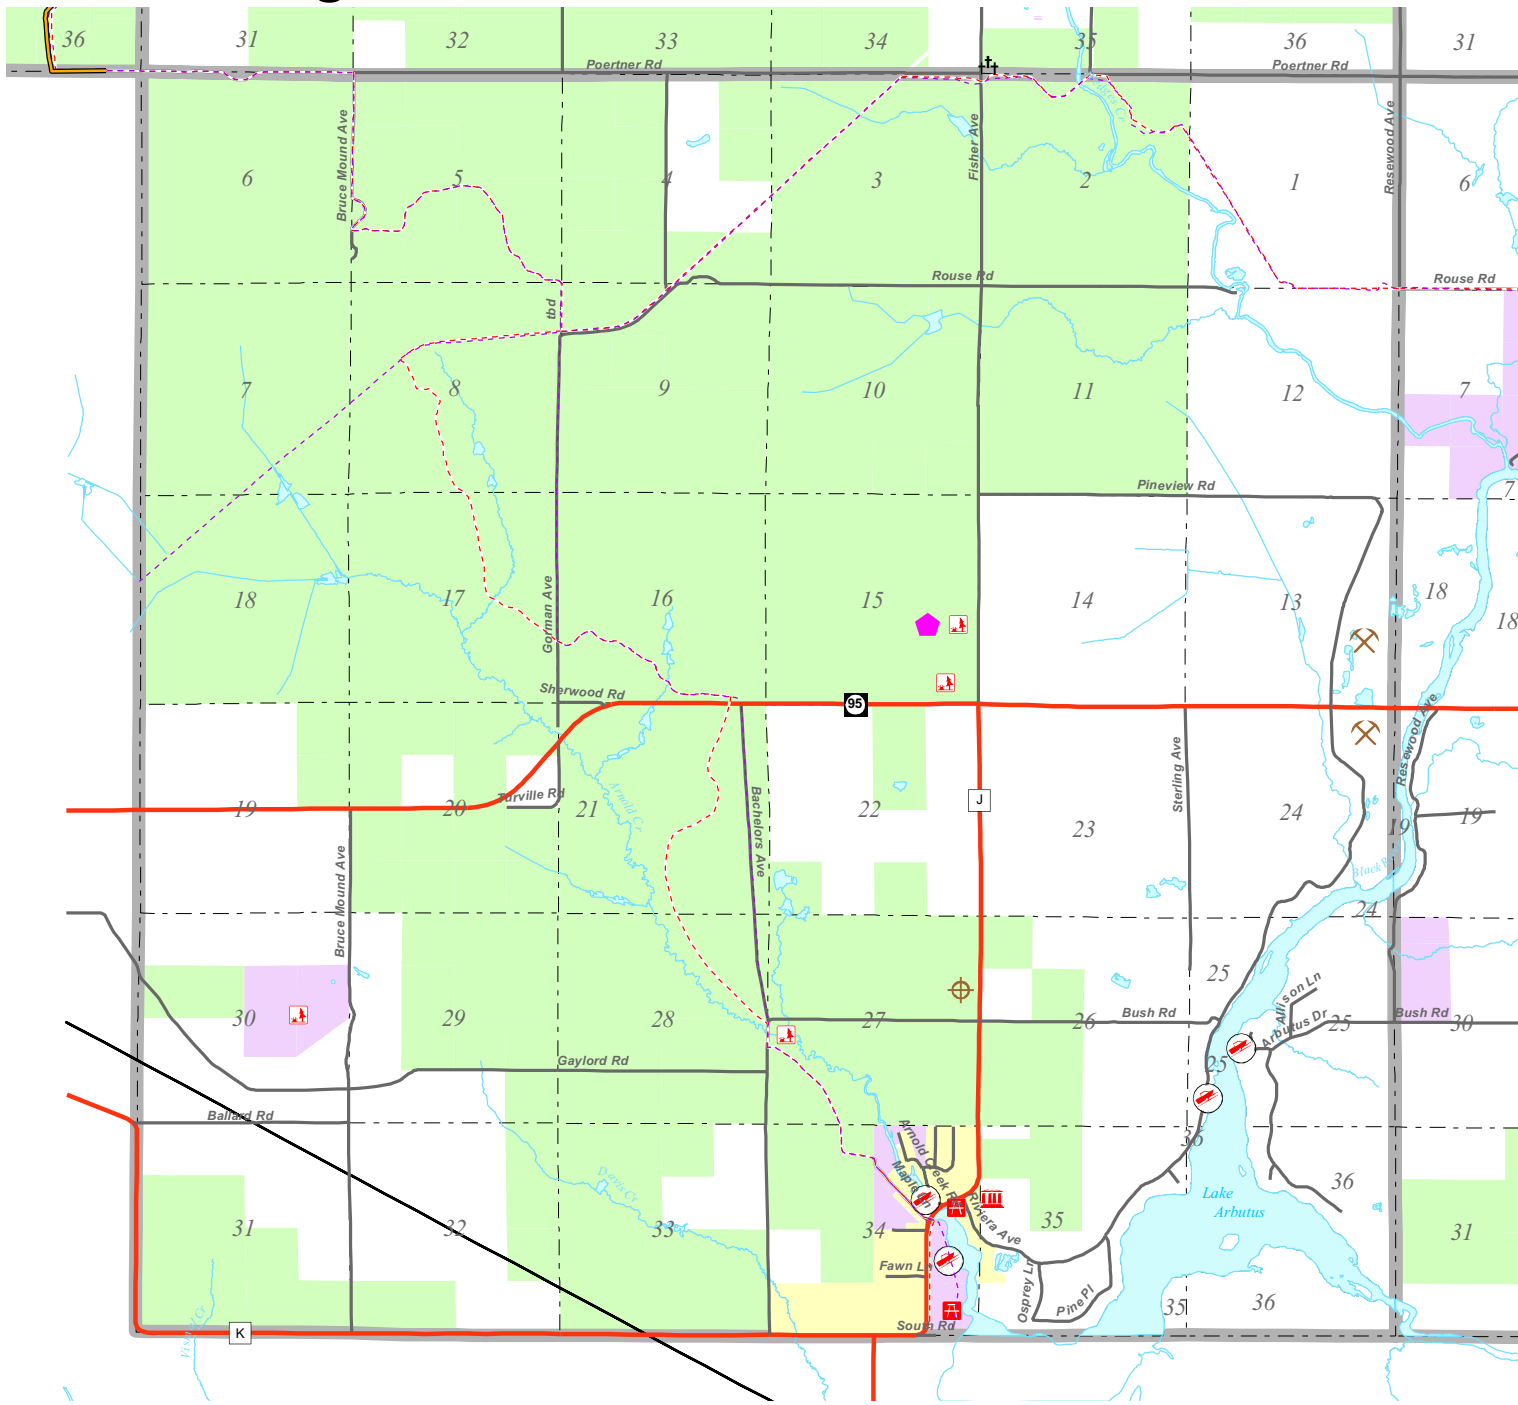 36 31 32 33 34 35 36 31
Poertner Rd
Poertner Rd
Bruce Mound Ave
Fisher Ave
Resewood Ave
6 5 4 3 2 1 6
Rouse Rd
Rouse Rd
tbd
7 8 9 10 11 12 7
Pineview Rd
7
Gorman Ave
18 17 16 15 14 13 18
18
Sherwood Rd
95
Resewood Ave
Sterling Ave
Turville Rd
Arnold Cr
Bachelors Ave
J
19 20 21 22 23 24 19 19
Bruce Mound Ave
24
25
Allison Ln
Arbutus Dr
Bush Rd
Bush Rd
30 29 28 27 26 25 30
Gaylord Rd
25
Ballard Rd
Arnold Creek Rd
Maple Ln
36
Davis Cr
Riviera Ave
Lake
Arbutus
36
31 32 33 34 35 31
Fawn Ln
Osprey Ln
Pine Pl
35 36
South Rd
K